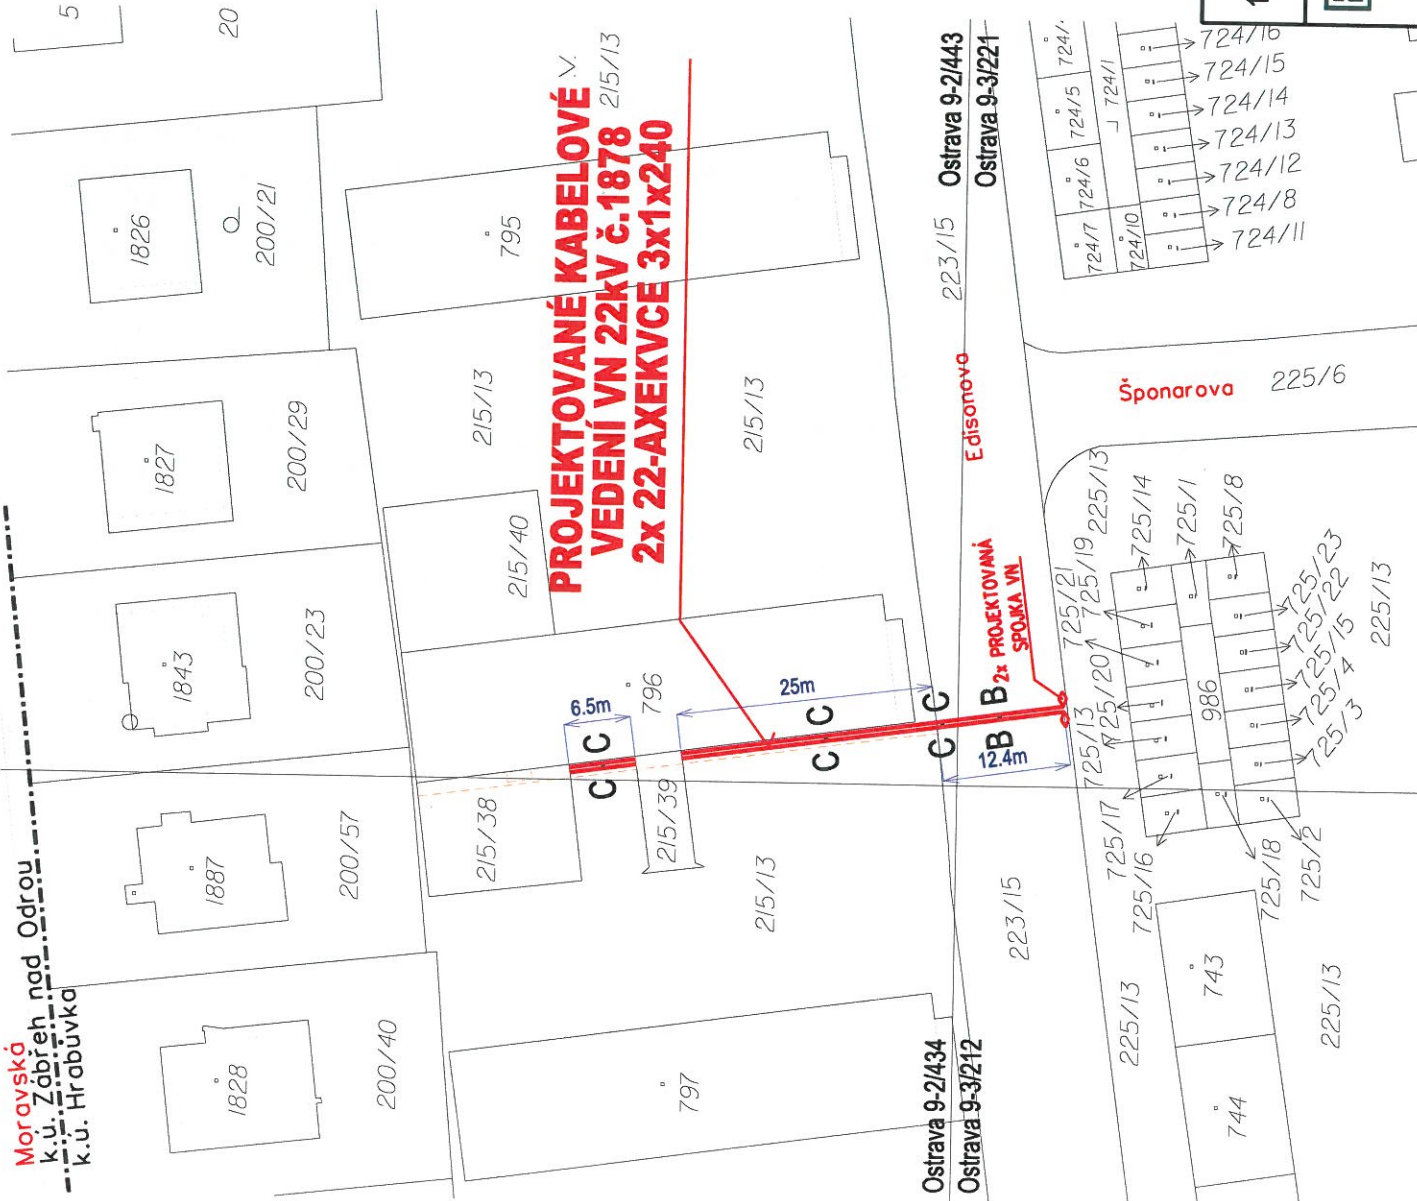 Moravská
k.ú. Zábřeh nad Odrou
k.ú. Hrabůvka
5
20
1826
200/21
1827
200/29
1843
200/23
1887
200/57
1828
200/40
PROJEKTOVANÉ KABELOVÉ
VEDENÍ VN 22kV č.1878
2x 22-AXEKVCE 3x1x240
215/13
795
215/13
215/13
215/40
796
6.5m
25m
C
C
C
C
C
C
B
B
12.4m
2x PROJEKTOVANÁ
SPOJKA VN
215/38
215/39
215/13
797
Ostrava 9-2/443
Ostrava 9-3/221
Ostrava 9-2/434
Ostrava 9-3/212
223/15
Edisonova
223/15
Šponarova
225/6
724/5
724/6
724/7
724/10
724/1
724/16
724/15
724/14
724/13
724/12
724/8
724/11
225/13
725/14
725/1
725/8
725/19
725/21
725/20
725/13
725/17
725/16
986
725/23
725/22
725/15
725/4
725/3
725/18
725/2
225/13
225/13
743
744
225/13